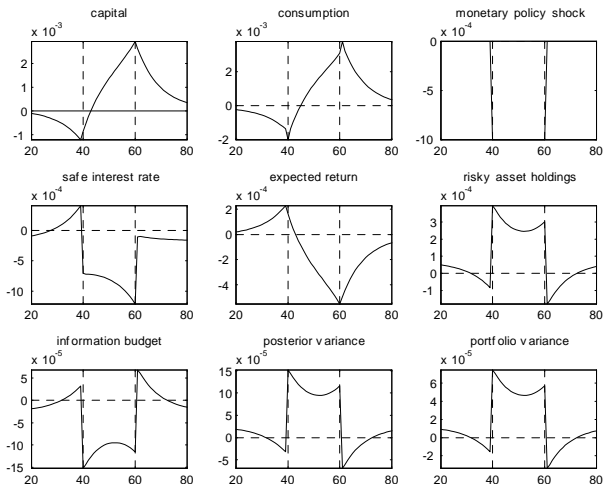 capital consumption monetary policy shock
x 10^-3 x 10^-3 x 10^-4
2 2 0
1
0 0
-1 -2 -10
20 40 60 80 20 40 60 80 20 40 60 80
safe interest rate expected return risky asset holdings
x 10^-4 x 10^-4 x 10^-4
0 2 3
-5 0 2
-10 -2 1
-4 0
-1
20 40 60 80 20 40 60 80 20 40 60 80
information budget posterior variance portfolio variance
x 10^-5 x 10^-5 x 10^-5
5 15 6
0 10 4
-5 5 2
-10 0 0
-15 -5 -2
20 40 60 80 20 40 60 80 20 40 60 80